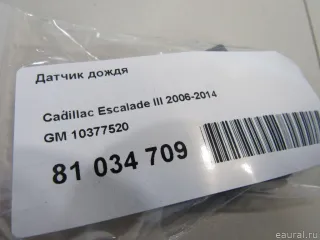 Датчик дождя
Cadillac Escalade III 2006-2014
GM 10377520
81 034 709
eaural.ru